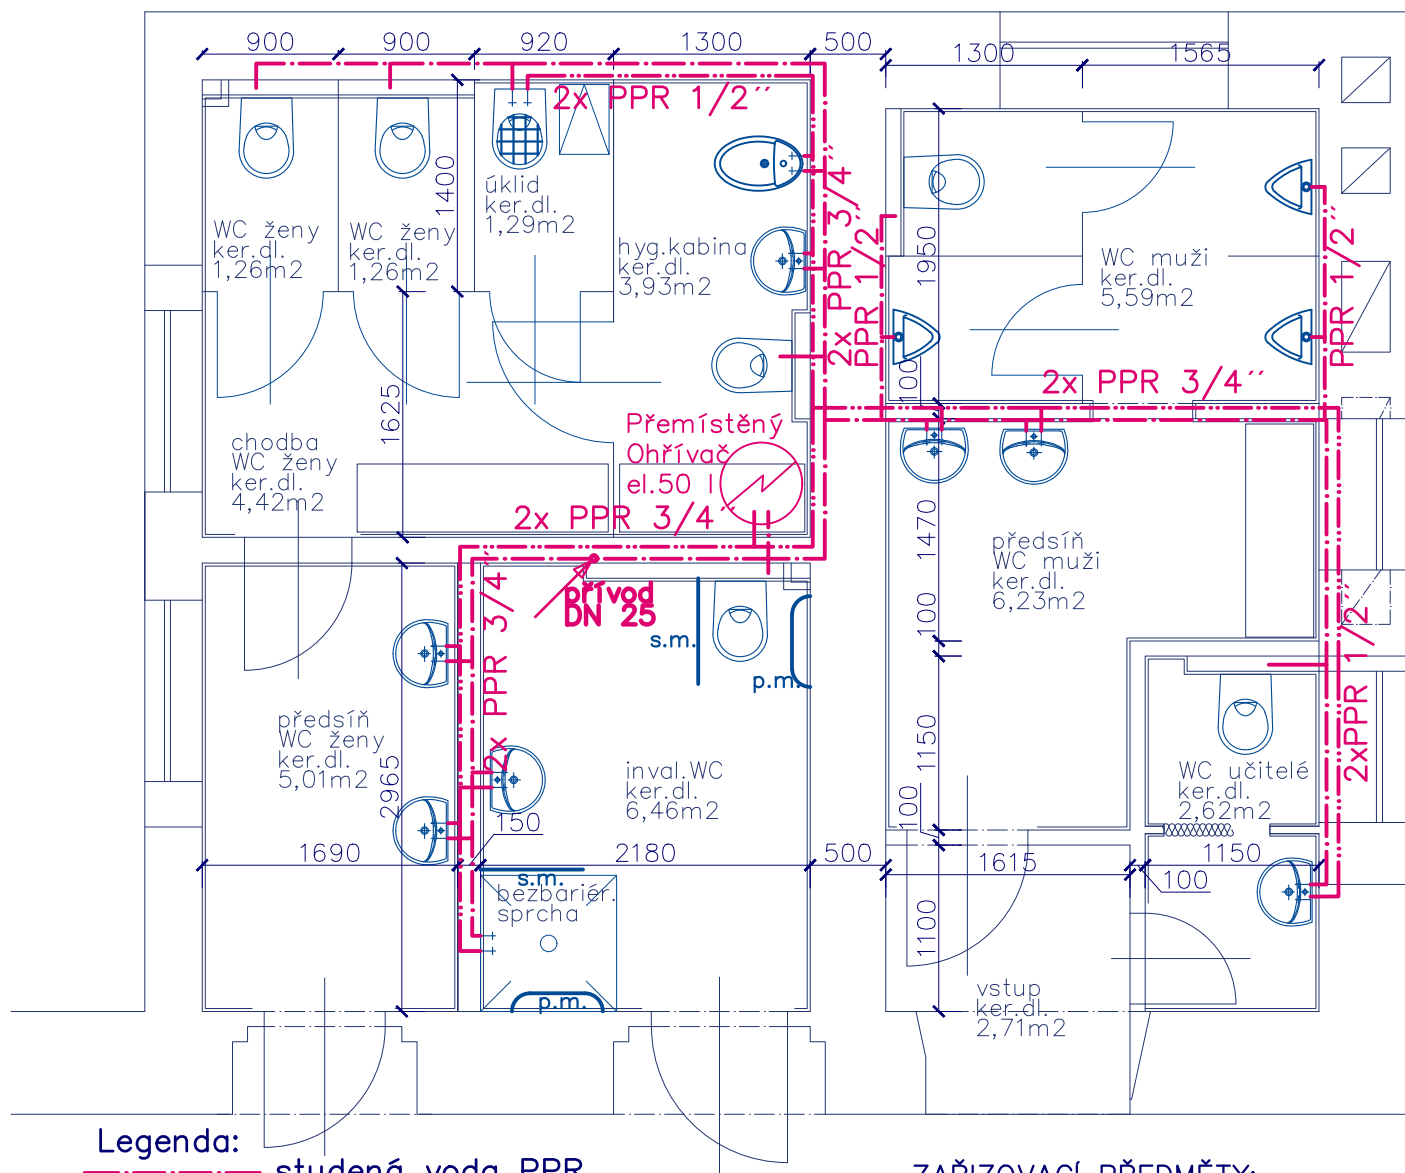 900
900
920
1300
500
1300
1565
2x PPR 1/2´´
1400
úklid
ker.dl.
1,29m2
WC ženy
ker.dl.
1,26m2
WC ženy
ker.dl.
1,26m2
hyg.kabina
ker.dl.
3,93m2
2x PPR 3/4´´
PPR 1/2´´
1950
WC muži
ker.dl.
5,59m2
PPR 1/2´´
100
2x PPR 3/4´´
1625
chodba
WC ženy
ker.dl.
4,42m2
Přemístěný
Ohřívač
el.50 l
2x PPR 3/4´´
1470
předsíň
WC muži
ker.dl.
6,23m2
100
přívod
DN 25
s.m.
p.m.
2x PPR 3/4´´
2xPPR 1/2´´
předsíň
WC ženy
ker.dl.
5,01m2
2965
inval.WC
ker.dl.
6,46m2
1150
WC učitelé
ker.dl.
2,62m2
100
150
1690
2180
500
1615
1150
100
s.m.
bezbariér.
sprcha
p.m.
1100
vstup
ker.dl.
2,71m2
Legenda:
studená voda PPR
ZAŘIZOVACÍ PŘEDMĚTY: